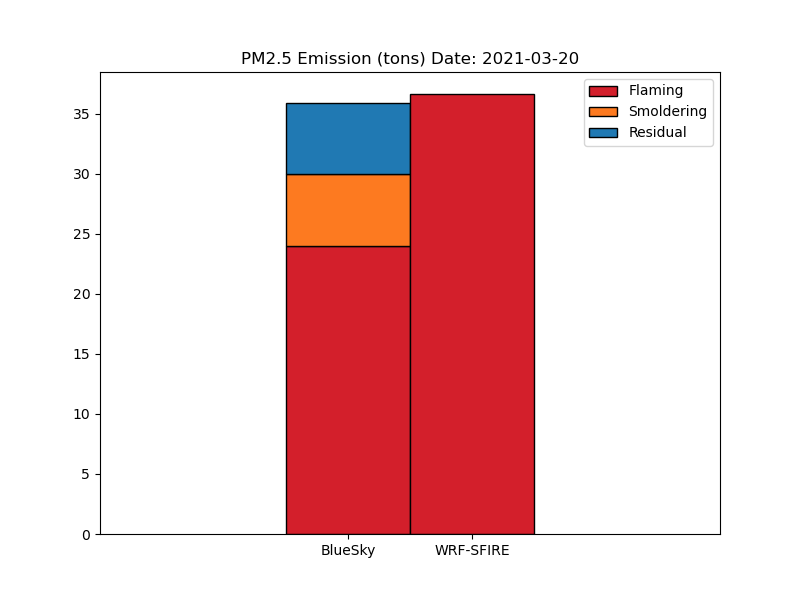 PM2.5 Emission (tons) Date: 2021-03-20
Flaming
Smoldering
Residual
35
30
25
20
15
10
5
0
BlueSky
WRF-SFIRE